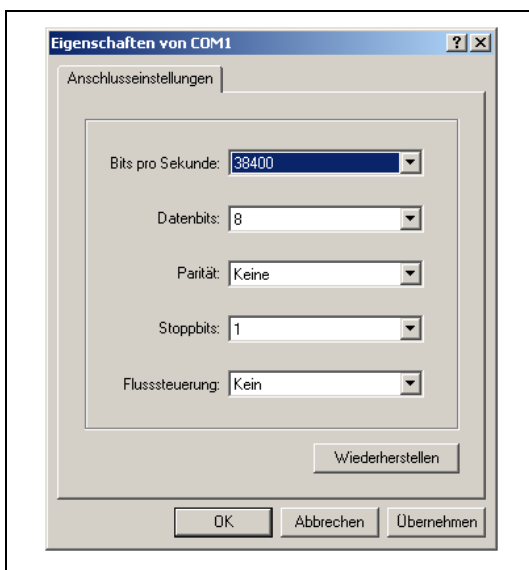 Eigenschaften von COM1
Anschlusseinstellungen
Bits pro Sekunde: 38400
Datenbits: 8
Parität: Keine
Stoppbits: 1
Flusssteuerung: Kein
Wiederherstellen
OK Abbrechen Übernehmen